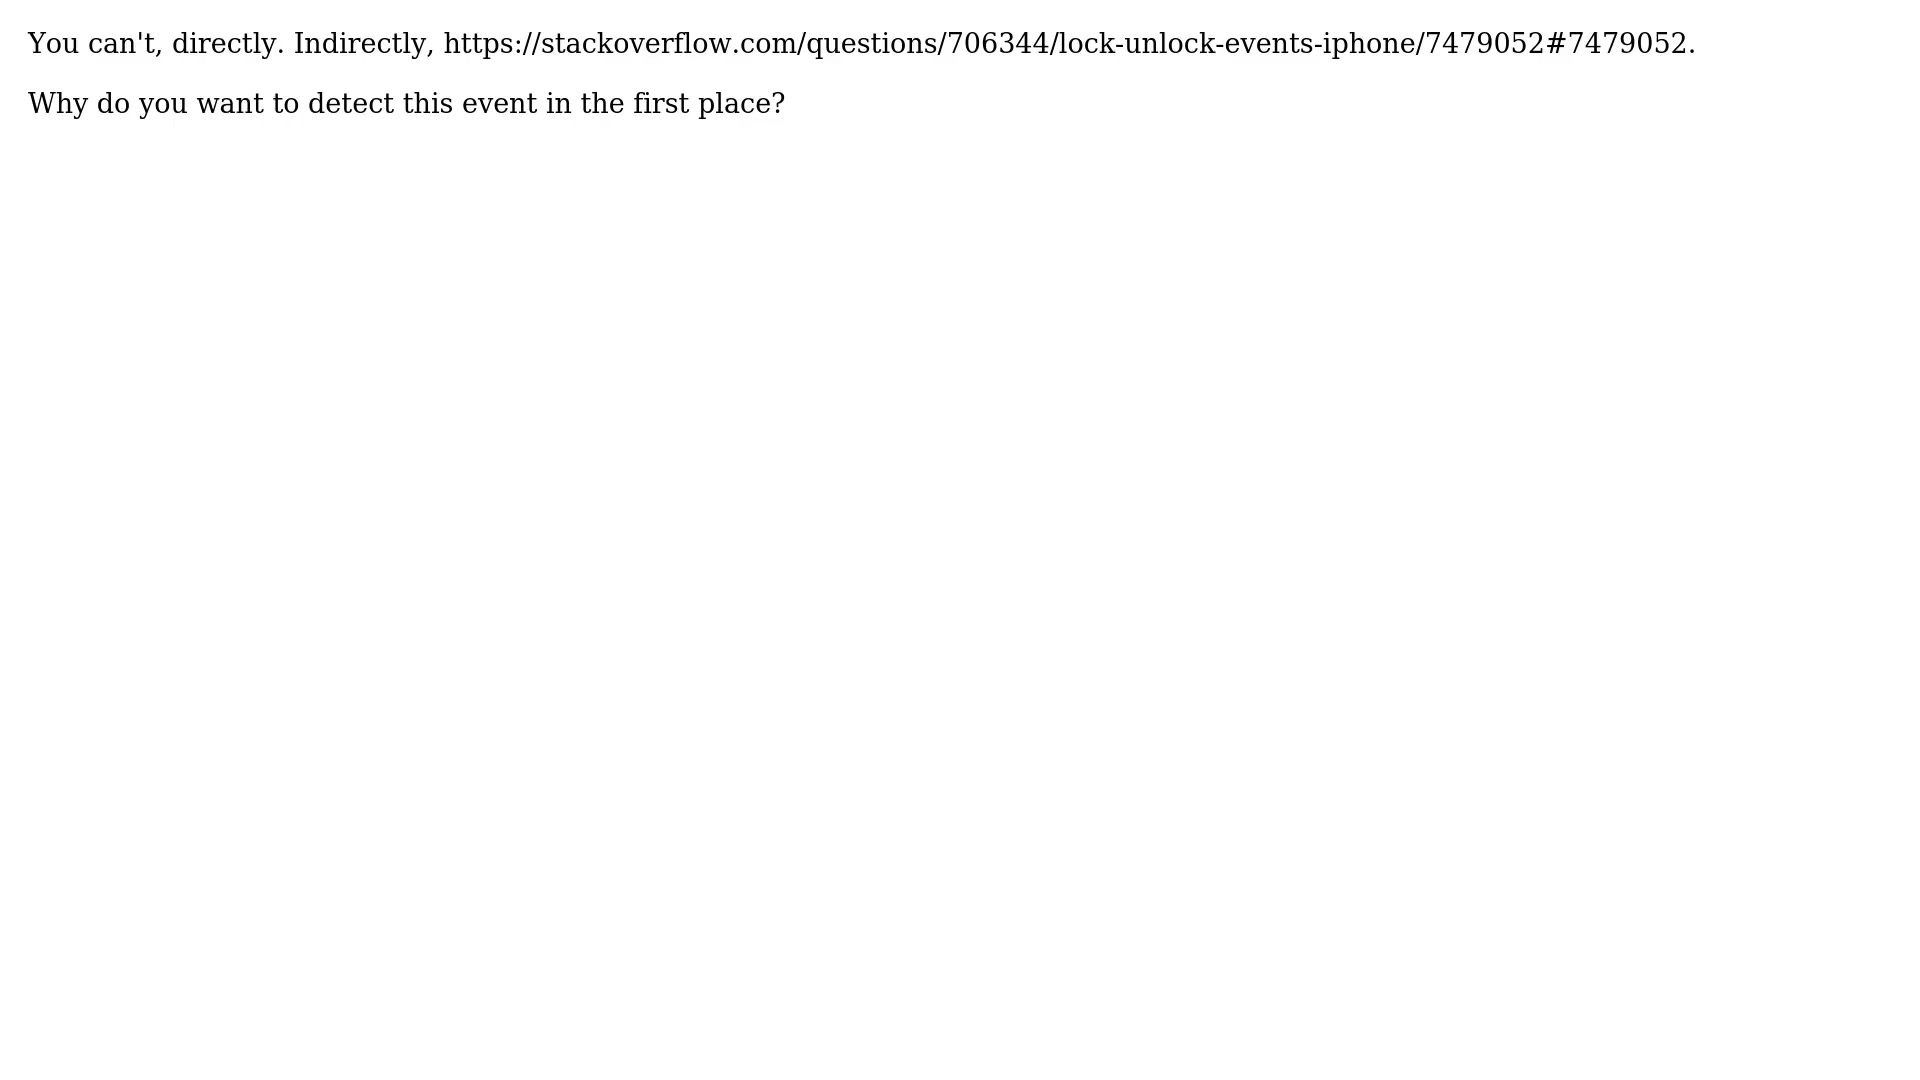 You can't, directly. Indirectly, https://stackoverflow.com/questions/706344/lock-unlock-events-iphone/7479052#7479052.
Why do you want to detect this event in the first place?